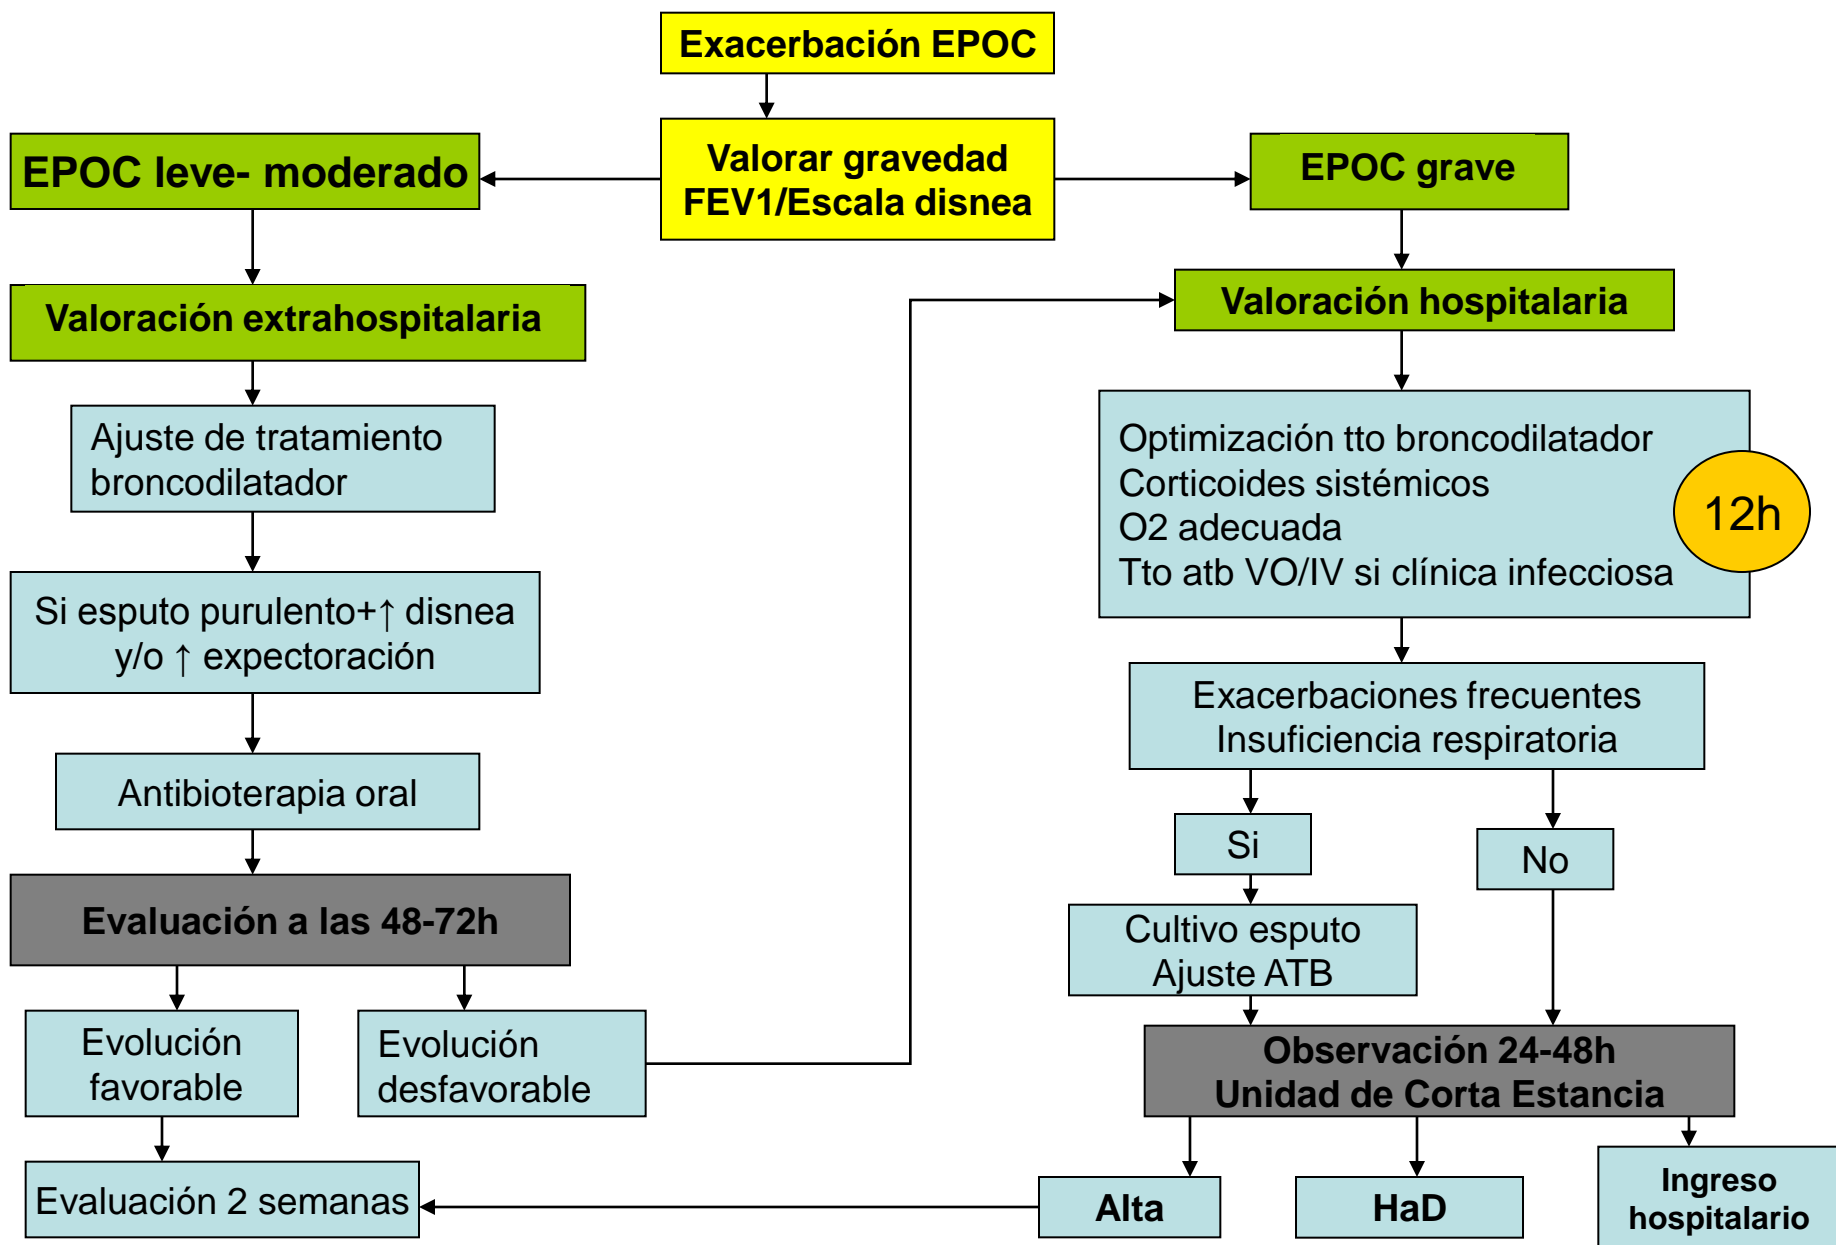 Exacerbación EPOC
Valorar gravedad
FEV1/Escala disnea
EPOC leve- moderado
EPOC grave
Valoración extrahospitalaria
Valoración hospitalaria
Ajuste de tratamiento
broncodilatador
Si esputo purulento+↑ disnea
y/o ↑ expectoración
Antibioterapia oral
Evaluación a las 48-72h
Evolución
favorable
Evolución
desfavorable
Evaluación 2 semanas
Optimización tto broncodilatador
Corticoides sistémicos
O2 adecuada
Tto atb VO/IV si clínica infecciosa
12h
Exacerbaciones frecuentes
Insuficiencia respiratoria
Si
No
Cultivo esputo
Ajuste ATB
Observación 24-48h
Unidad de Corta Estancia
Alta
HaD
Ingreso
hospitalario